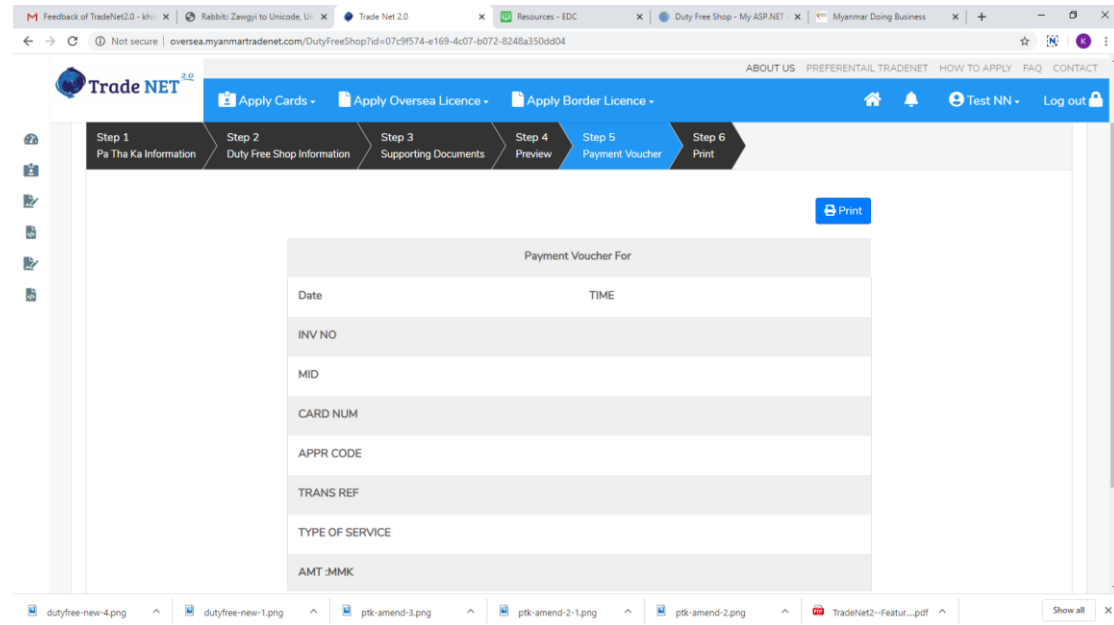 Feedback of TradeNet2.0 - kh
Rabbit: Zawgyi to Unicode, Un
Trade Net 2.0
Resources - EDC
Duty Free Shop - My ASP.NET
Myanmar Doing Business
Not secure | oversea.myanmartradenet.com/DutyFreeShop?id=07c9f574-e169-4c07-b072-8248a350dd04
K
ABOUT US PREFERENTAIL TRADENET HOW TO APPLY FAQ CONTACT
Trade NET 2.0
Apply Cards
Apply Oversea Licence
Apply Border Licence
Test NN
Log out
Step 1
Pa Tha Ka Information
Step 2
Duty Free Shop Information
Step 3
Supporting Documents
Step 4
Preview
Step 5
Payment Voucher
Step 6
Print
Print
Payment Voucher For
Date TIME
INV NO
MID
CARD NUM
APPR CODE
TRANS REF
TYPE OF SERVICE
AMT :MMK
dutyfree-new-4.png
dutyfree-new-1.png
ptk-amend-3.png
ptk-amend-2-1.png
ptk-amend-2.png
TradeNet2--Featur....pdf
Show all